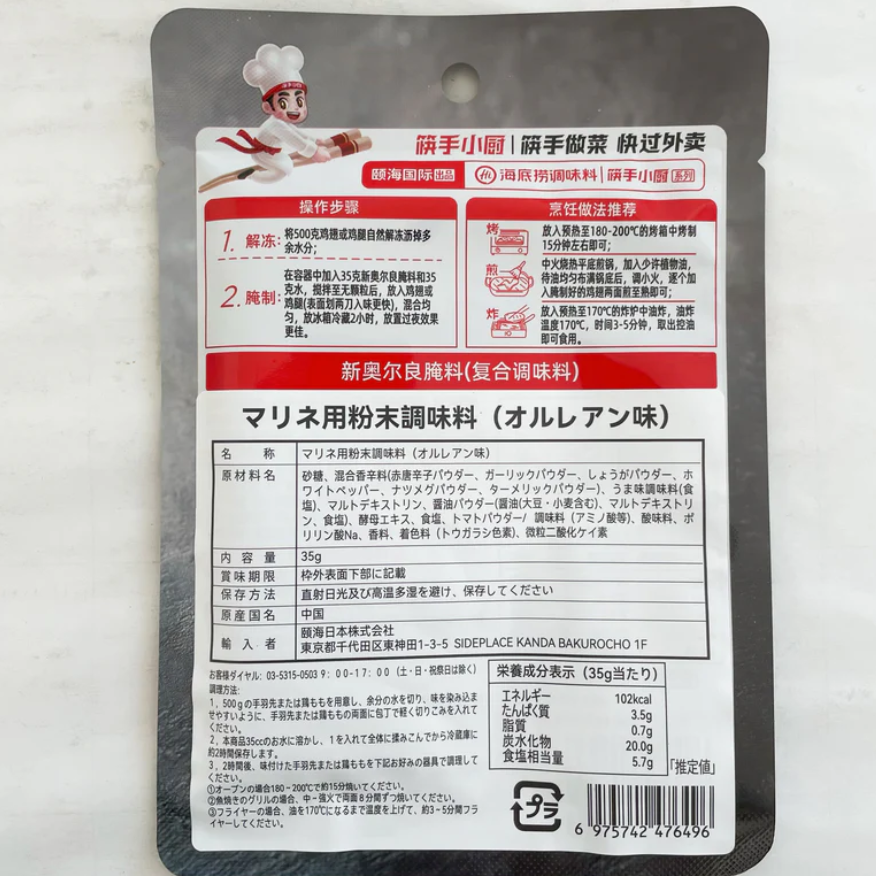 筷手小厨 | 筷手做菜 快过外卖
颐海国际出品 Hi 海底捞调味料 | 筷手小厨系列
操作步骤
1. 解冻: 将500克鸡翅或鸡腿自然解冻沥掉多
余水分;
2. 腌制: 在容器中加入35克新奥尔良腌料和35
克水，搅拌至无颗粒后，放入鸡翅或
鸡腿(表面划两刀入味更快)，混合均
匀，放冰箱冷藏2小时，放置过夜效果
更佳。
烹饪做法推荐
烤 放入预热至180-200℃的烤箱中烤制
15分钟左右即可;
煎 中火烧热平底煎锅，加入少许植物油，
待油均匀布满锅底后，调小火，逐个加
入腌制好的鸡翅两面煎至熟即可;
炸 放入预热至170℃的炸炉中油炸，油炸
温度170℃，时间3-5分钟，取出控油
即可食用。
新奥尔良腌料(复合调味料)
マリネ用粉末調味料（オルレアン味）
名称 マリネ用粉末調味料（オルレアン味）
原材料名 砂糖、混合香辛料(赤唐辛子パウダー、ガーリックパウダー、しょうがパウダー、ホ
ワイトペッパー、ナツメグパウダー、ターメリックパウダー)、うま味調味料(食
塩)、マルトデキストリン、醤油パウダー(醤油(大豆・小麦含む)、マルトデキストリ
ン、食塩)、酵母エキス、食塩、トマトパウダー/ 調味料（アミノ酸等)、酸味料、ポ
リリン酸Na、香料、着色料（トウガラシ色素)、微粒二酸化ケイ素
内容量 35g
賞味期限 枠外表面下部に記載
保存方法 直射日光及び高温多湿を避け、保存してください
原産国名 中国
輸入者 颐海日本株式会社
東京都千代田区東神田1-3-5 SIDEPLACE KANDA BAKUROCHO 1F
お客様ダイヤル: 03-5315-0503 9：00-17：00（土・日・祝祭日は除く）
調理方法:
1，500gの手羽先または鶏ももを用意し、余分の水を切り、味を染み込ま
せやすいように、手羽先または鶏ももの両面に包丁で軽く切りこみを入れて
ください。
2，本商品35ccのお水に溶かし、1を入れて全体に揉みこんでから冷蔵庫に
約2時間保存します。
3，2時間後、味付けた手羽先または鶏ももを下記お好みの器具で調理して
ください。
①オーブンの場合180－200℃で約15分焼いてください。
②魚焼きのグリルの場合、中－強火で両面8分間ずつ焼いてください。
③フライヤーの場合、油を170℃になるまで温度を上げて、約3～5分間フラ
イヤーしてください。
栄養成分表示（35g当たり）
エネルギー 102kcal
たんぱく質 3.5g
脂質 0.7g
炭水化物 20.0g
食塩相当量 5.7g
「推定値」
プラ
6 975742 476496